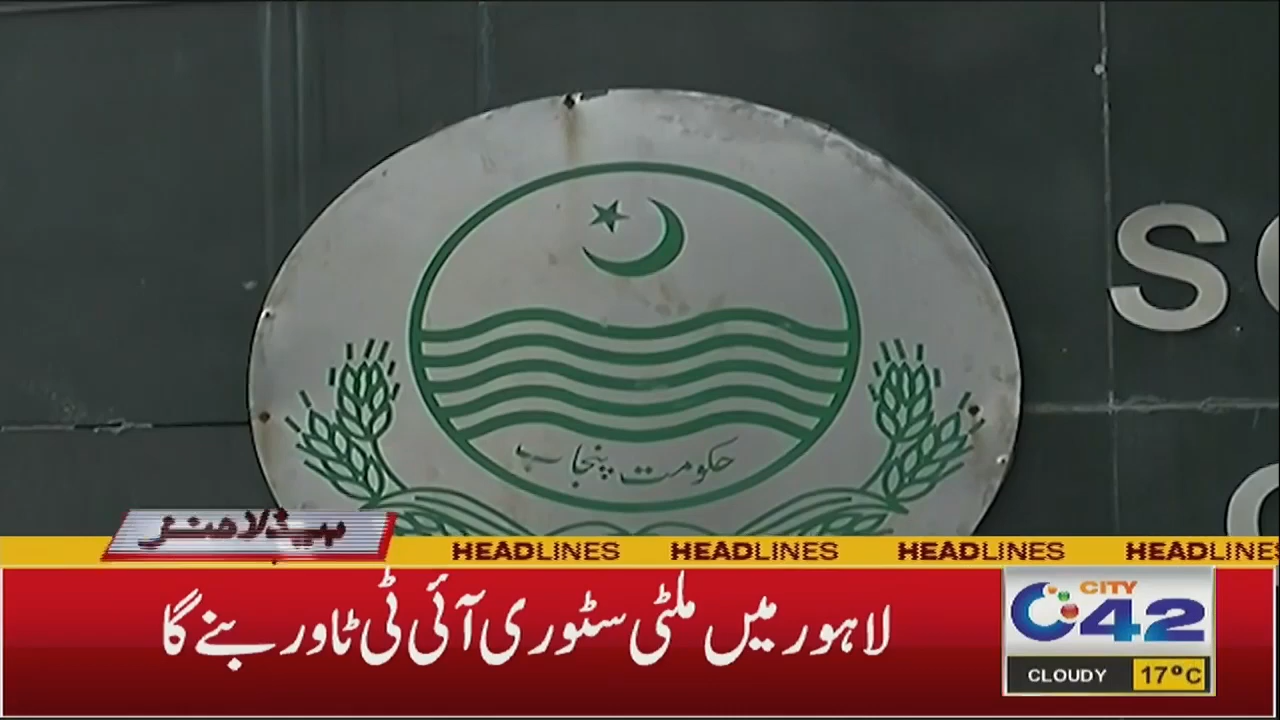 حکومت پنجاب
ہیڈلائنز
HEADLINES HEADLINES HEADLINES HEADLINES
لاہور میں ملٹی سٹوری آئی ٹی ٹاور بنے گا
CITY
42
CLOUDY 17°C